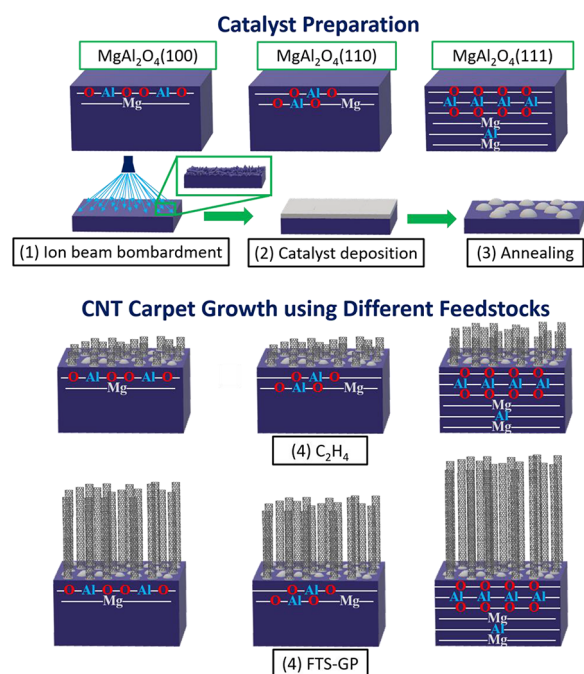 Catalyst Preparation
MgAl₂O₄(100) MgAl₂O₄(110) MgAl₂O₄(111)
O Al O O Al O
Mg
O Al O
O Al O Mg
O O O O
Al Al Al Al
O O O O
Mg
Al
Mg
(1) Ion beam bombardment
(2) Catalyst deposition
(3) Annealing
CNT Carpet Growth using Different Feedstocks
O Al O O Al O
Mg
O Al O
O Al O Mg
O O O O
Al Al Al Al
O O O O
Mg
Al
Mg
(4) C₂H₄
O Al O O Al O
Mg
O Al O
O Al O Mg
O O O O
Al Al Al Al
O O O O
Mg
Al
Mg
(4) FTS-GP